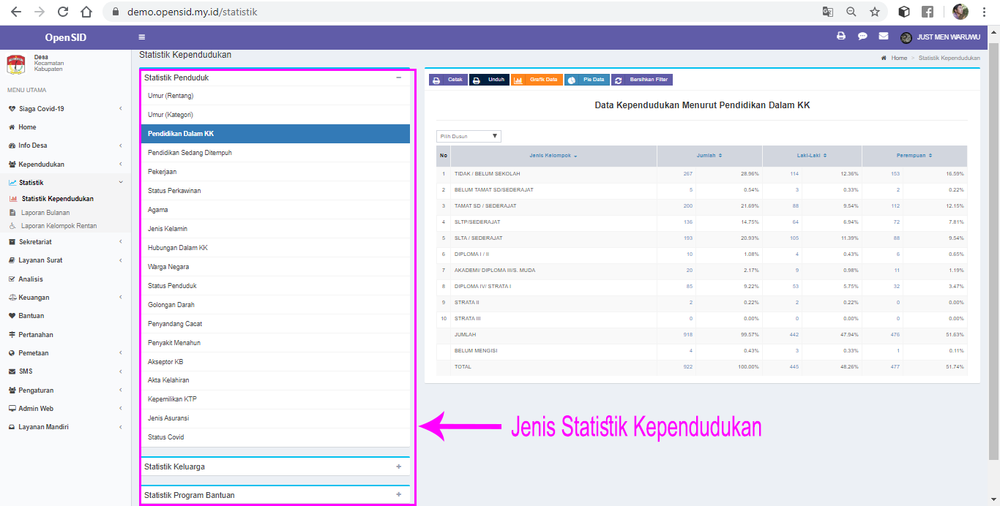 demo.opensid.my.id/statistik
OpenSID
JUST MEN WARUWU
Desa
Kecamatan
Kabupaten
MENU UTAMA
Siaga Covid-19
Home
Info Desa
Kependudukan
Statistik
Statistik Kependudukan
Laporan Bulanan
Laporan Kelompok Rentan
Sekretariat
Layanan Surat
Analisis
Keuangan
Bantuan
Pertanahan
Pemetaan
SMS
Pengaturan
Admin Web
Layanan Mandiri
Statistik Kependudukan
Home > Statistik Kependudukan
Statistik Penduduk
Umur (Rentang)
Umur (Kategori)
Pendidikan Dalam KK
Pendidikan Sedang Ditempuh
Pekerjaan
Status Perkawinan
Agama
Jenis Kelamin
Hubungan Dalam KK
Warga Negara
Status Penduduk
Golongan Darah
Penyandang Cacat
Penyakit Menahun
Akseptor KB
Akta Kelahiran
Kepemilikan KTP
Jenis Asuransi
Status Covid
Statistik Keluarga
Statistik Program Bantuan
Cetak Unduh Grafik Data Pie Data Bersihkan Filter
Data Kependudukan Menurut Pendidikan Dalam KK
Pilih Dusun
No Jenis Kelompok Jumlah Laki-Laki Perempuan
1 TIDAK / BELUM SEKOLAH 267 28.96% 114 12.36% 153 16.59%
2 BELUM TAMAT SD/SEDERAJAT 5 0.54% 3 0.33% 2 0.22%
3 TAMAT SD / SEDERAJAT 200 21.69% 88 9.54% 112 12.15%
4 SLTP/SEDERAJAT 136 14.75% 64 6.94% 72 7.81%
5 SLTA / SEDERAJAT 193 20.93% 105 11.39% 88 9.54%
6 DIPLOMA I / II 10 1.08% 4 0.43% 6 0.65%
7 AKADEMI/ DIPLOMA III/S. MUDA 20 2.17% 9 0.98% 11 1.19%
8 DIPLOMA IV/ STRATA I 85 9.22% 53 5.75% 32 3.47%
9 STRATA II 2 0.22% 2 0.22% 0 0.00%
10 STRATA III 0 0.00% 0 0.00% 0 0.00%
JUMLAH 918 99.57% 442 47.94% 476 51.63%
BELUM MENGISI 4 0.43% 3 0.33% 1 0.11%
TOTAL 922 100.00% 445 48.26% 477 51.74%
Jenis Statistik Kependudukan